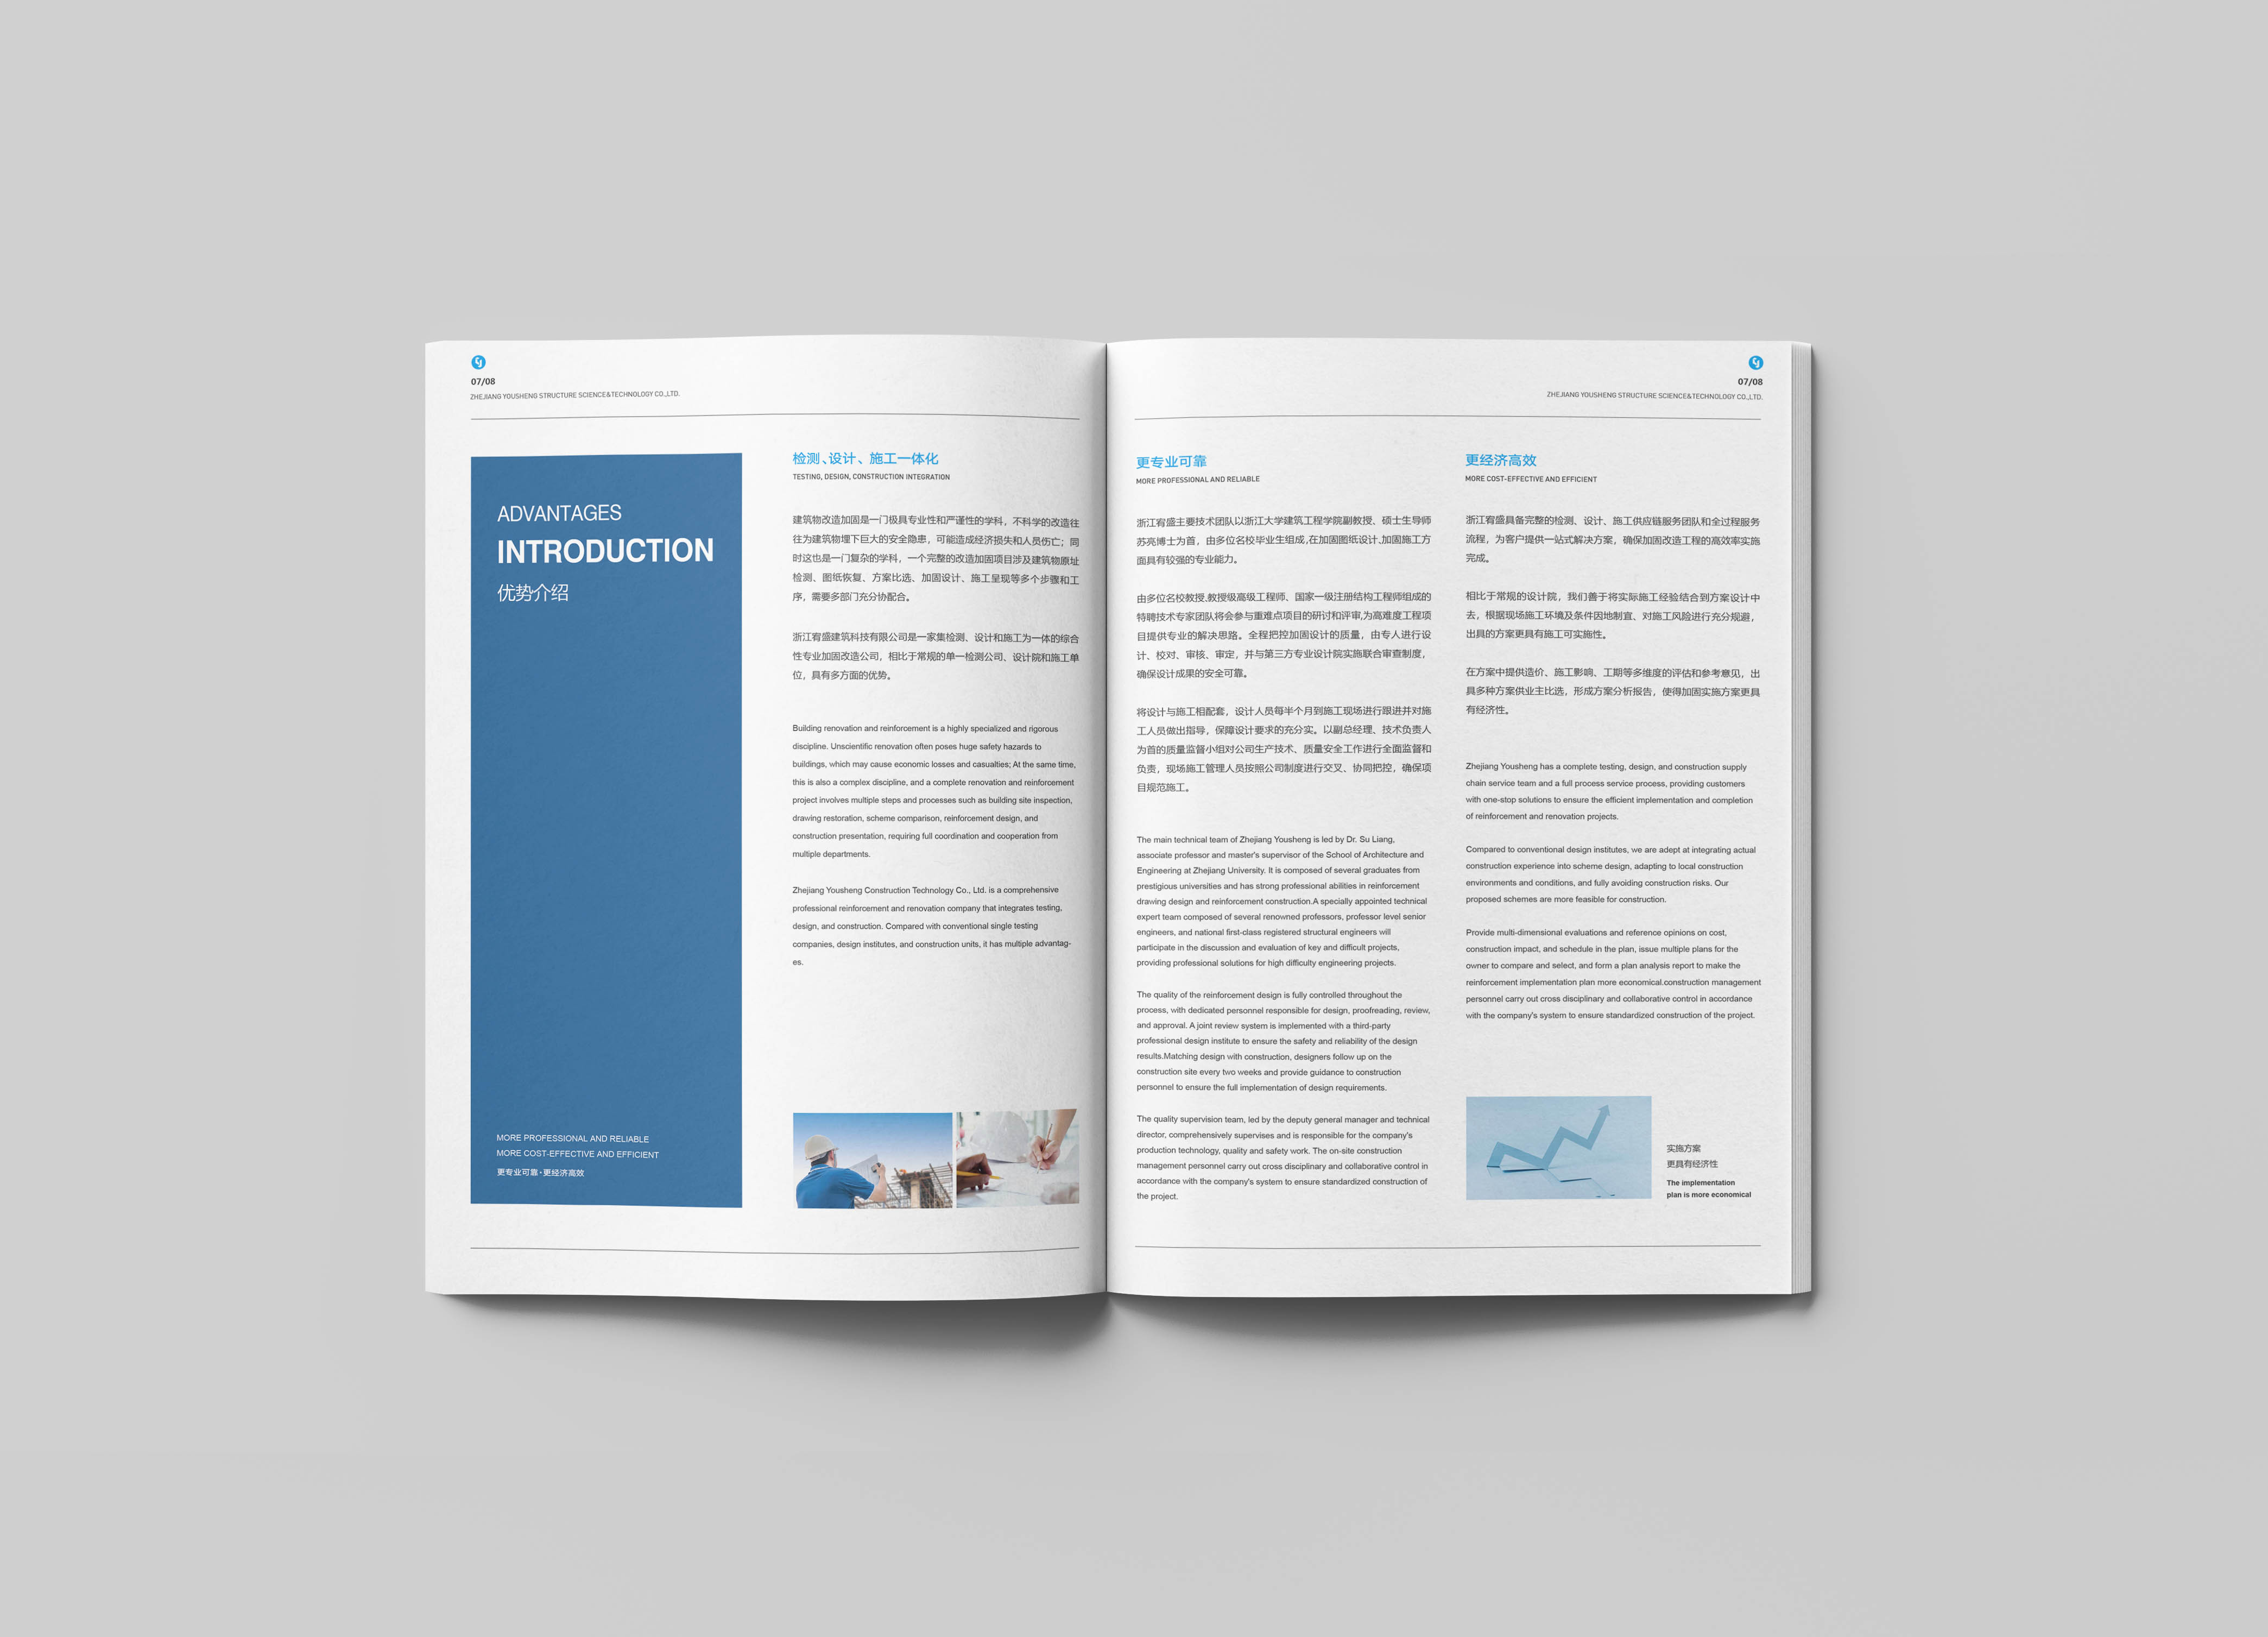 07/08
ZHEJIANG YOUSHENG STRUCTURE SCIENCE&TECHNOLOGY CO.,LTD.
ADVANTAGES
INTRODUCTION
优势介绍
MORE PROFESSIONAL AND RELIABLE
MORE COST-EFFECTIVE AND EFFICIENT
更专业可靠·更经济高效
检测、设计、施工一体化
TESTING, DESIGN, CONSTRUCTION INTEGRATION
建筑物改造加固是一门极具专业性和严谨性的学科，不科学的改造往
往为建筑物埋下巨大的安全隐患，可能造成经济损失和人员伤亡；同
时这也是一门复杂的学科，一个完整的改造加固项目涉及建筑物原址
检测、图纸恢复、方案比选、加固设计、施工呈现等多个步骤和工
序，需要多部门充分协配合。
浙江宥盛建筑科技有限公司是一家集检测、设计和施工为一体的综合
性专业加固改造公司，相比于常规的单一检测公司、设计院和施工单
位，具有多方面的优势。
Building renovation and reinforcement is a highly specialized and rigorous
discipline. Unscientific renovation often poses huge safety hazards to
buildings, which may cause economic losses and casualties; At the same time,
this is also a complex discipline, and a complete renovation and reinforcement
project involves multiple steps and processes such as building site inspection,
drawing restoration, scheme comparison, reinforcement design, and
construction presentation, requiring full coordination and cooperation from
multiple departments.
Zhejiang Yousheng Construction Technology Co., Ltd. is a comprehensive
professional reinforcement and renovation company that integrates testing,
design, and construction. Compared with conventional single testing
companies, design institutes, and construction units, it has multiple advantag-
es.
07/08
ZHEJIANG YOUSHENG STRUCTURE SCIENCE&TECHNOLOGY CO.,LTD.
更专业可靠
MORE PROFESSIONAL AND RELIABLE
浙江宥盛主要技术团队以浙江大学建筑工程学院副教授、硕士生导师
苏亮博士为首，由多位名校毕业生组成,在加固图纸设计、加固施工方
面具有较强的专业能力。
由多位名校教授,教授级高级工程师、国家一级注册结构工程师组成的
特聘技术专家团队将会参与重难点项目的研讨和评审,为高难度工程项
目提供专业的解决思路。全程把控加固设计的质量，由专人进行设
计、校对、审核、审定，并与第三方专业设计院实施联合审查制度，
确保设计成果的安全可靠。
将设计与施工相配套，设计人员每半个月到施工现场进行跟进并对施
工人员做出指导，保障设计要求的充分实。以副总经理、技术负责人
为首的质量监督小组对公司生产技术、质量安全工作进行全面监督和
负责，现场施工管理人员按照公司制度进行交叉、协同把控，确保项
目规范施工。
The main technical team of Zhejiang Yousheng is led by Dr. Su Liang,
associate professor and master's supervisor of the School of Architecture and
Engineering at Zhejiang University. It is composed of several graduates from
prestigious universities and has strong professional abilities in reinforcement
drawing design and reinforcement construction.A specially appointed technical
expert team composed of several renowned professors, professor level senior
engineers, and national first-class registered structural engineers will
participate in the discussion and evaluation of key and difficult projects,
providing professional solutions for high difficulty engineering projects.
The quality of the reinforcement design is fully controlled throughout the
process, with dedicated personnel responsible for design, proofreading, review,
and approval. A joint review system is implemented with a third-party
professional design institute to ensure the safety and reliability of the design
results.Matching design with construction, designers follow up on the
construction site every two weeks and provide guidance to construction
personnel to ensure the full implementation of design requirements.
The quality supervision team, led by the deputy general manager and technical
director, comprehensively supervises and is responsible for the company's
production technology, quality and safety work. The on-site construction
management personnel carry out cross disciplinary and collaborative control in
accordance with the company's system to ensure standardized construction of
the project.
更经济高效
MORE COST-EFFECTIVE AND EFFICIENT
浙江宥盛具备完整的检测、设计、施工供应链服务团队和全过程服务
流程，为客户提供一站式解决方案，确保加固改造工程的高效率实施
完成。
相比于常规的设计院，我们善于将实际施工经验结合到方案设计中
去，根据现场施工环境及条件因地制宜、对施工风险进行充分规避，
出具的方案更具有施工可实施性。
在方案中提供造价、施工影响、工期等多维度的评估和参考意见，出
具多种方案供业主比选，形成方案分析报告，使得加固实施方案更具
有经济性。
Zhejiang Yousheng has a complete testing, design, and construction supply
chain service team and a full process service process, providing customers
with one-stop solutions to ensure the efficient implementation and completion
of reinforcement and renovation projects.
Compared to conventional design institutes, we are adept at integrating actual
construction experience into scheme design, adapting to local construction
environments and conditions, and fully avoiding construction risks. Our
proposed schemes are more feasible for construction.
Provide multi-dimensional evaluations and reference opinions on cost,
construction impact, and schedule in the plan, issue multiple plans for the
owner to compare and select, and form a plan analysis report to make the
reinforcement implementation plan more economical.construction management
personnel carry out cross disciplinary and collaborative control in accordance
with the company's system to ensure standardized construction of the project.
实施方案
更具有经济性
The implementation
plan is more economical